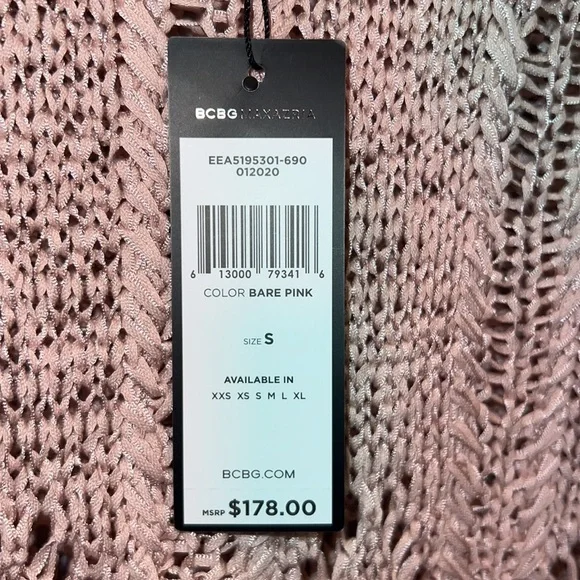 BCBGMAXAZRIA
EEA5195301-690
012020
6 13000 79341 6
COLOR BARE PINK
SIZE S
AVAILABLE IN
XXS XS S M L XL
BCBG.COM
MSRP $178.00